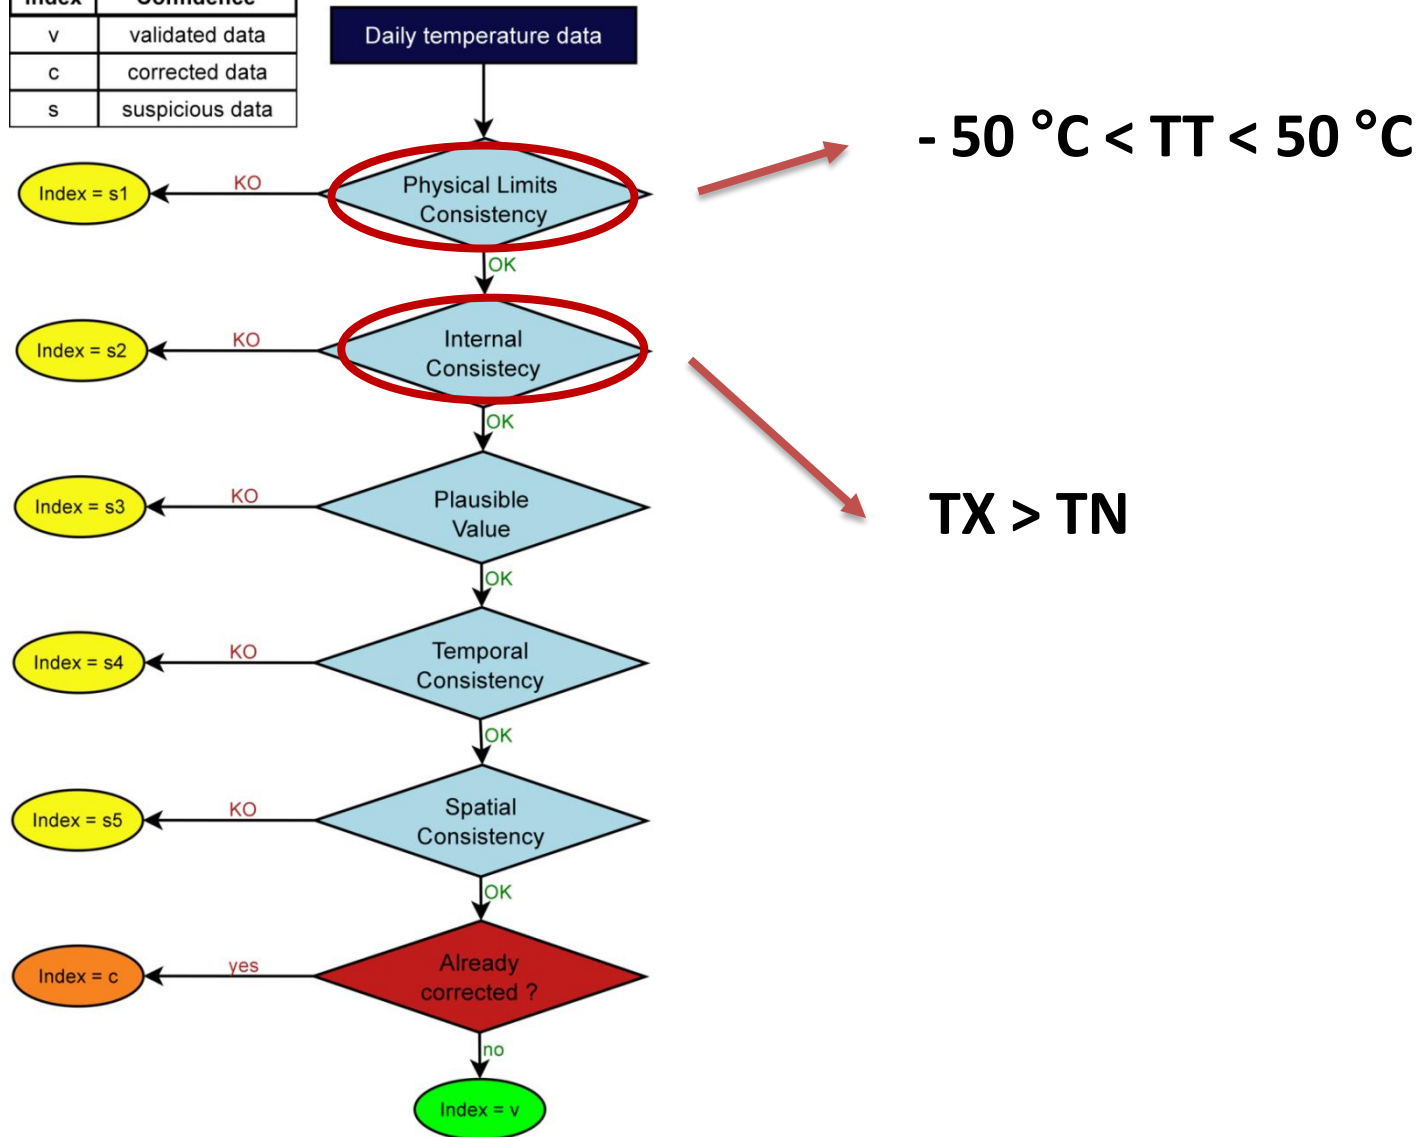 Index Confidence
v validated data
c corrected data
s suspicious data
Daily temperature data
- 50 °C < TT < 50 °C
Physical Limits
Consistency
KO
Index = s1
OK
Internal
Consistecy
KO
Index = s2
OK
TX > TN
Plausible
Value
KO
Index = s3
OK
Temporal
Consistency
KO
Index = s4
OK
Spatial
Consistency
KO
Index = s5
OK
Already
corrected ?
yes
Index = c
no
Index = v